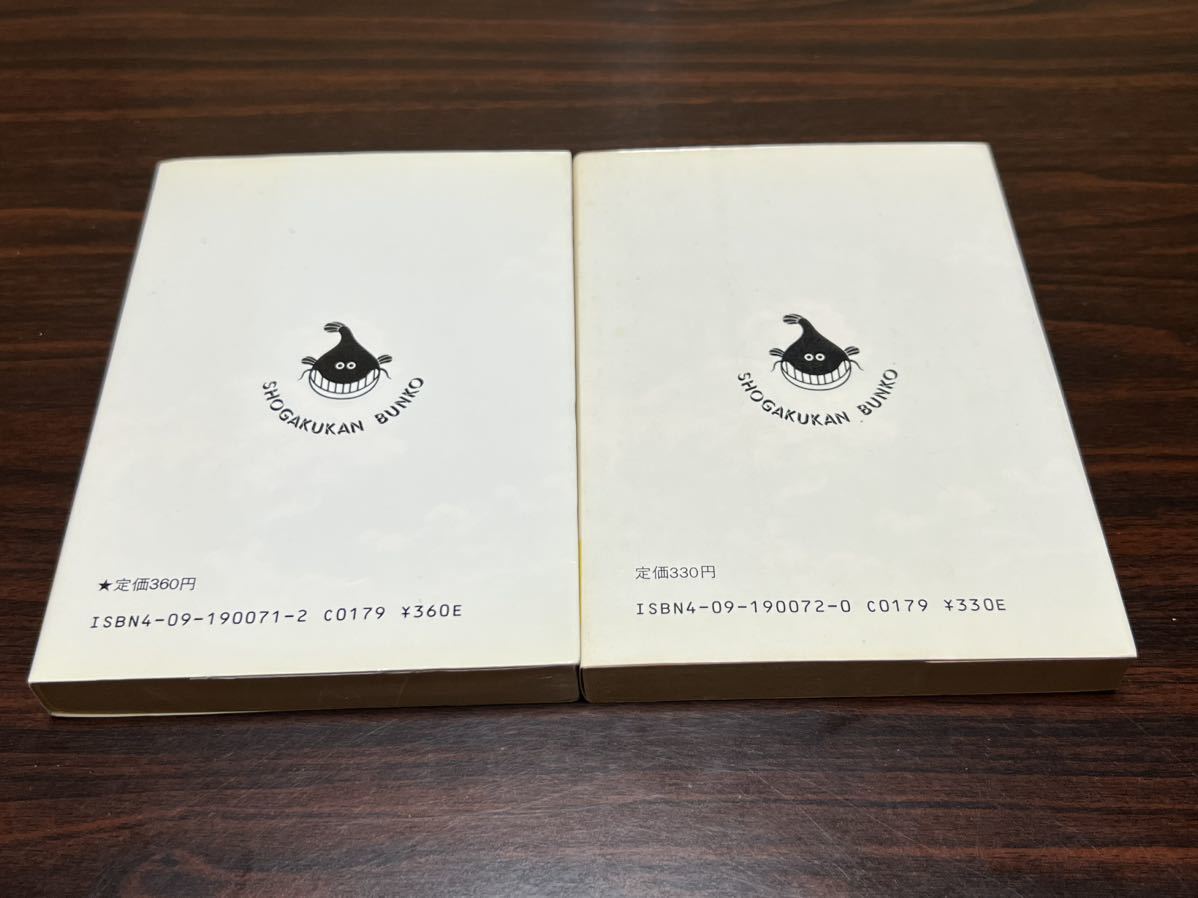 SHOGAKUKAN BUNKO
★定価360円
ISBN4-09-190071-2 C0179 ¥360E
SHOGAKUKAN BUNKO
定価330円
ISBN4-09-190072-0 C0179 ¥330E